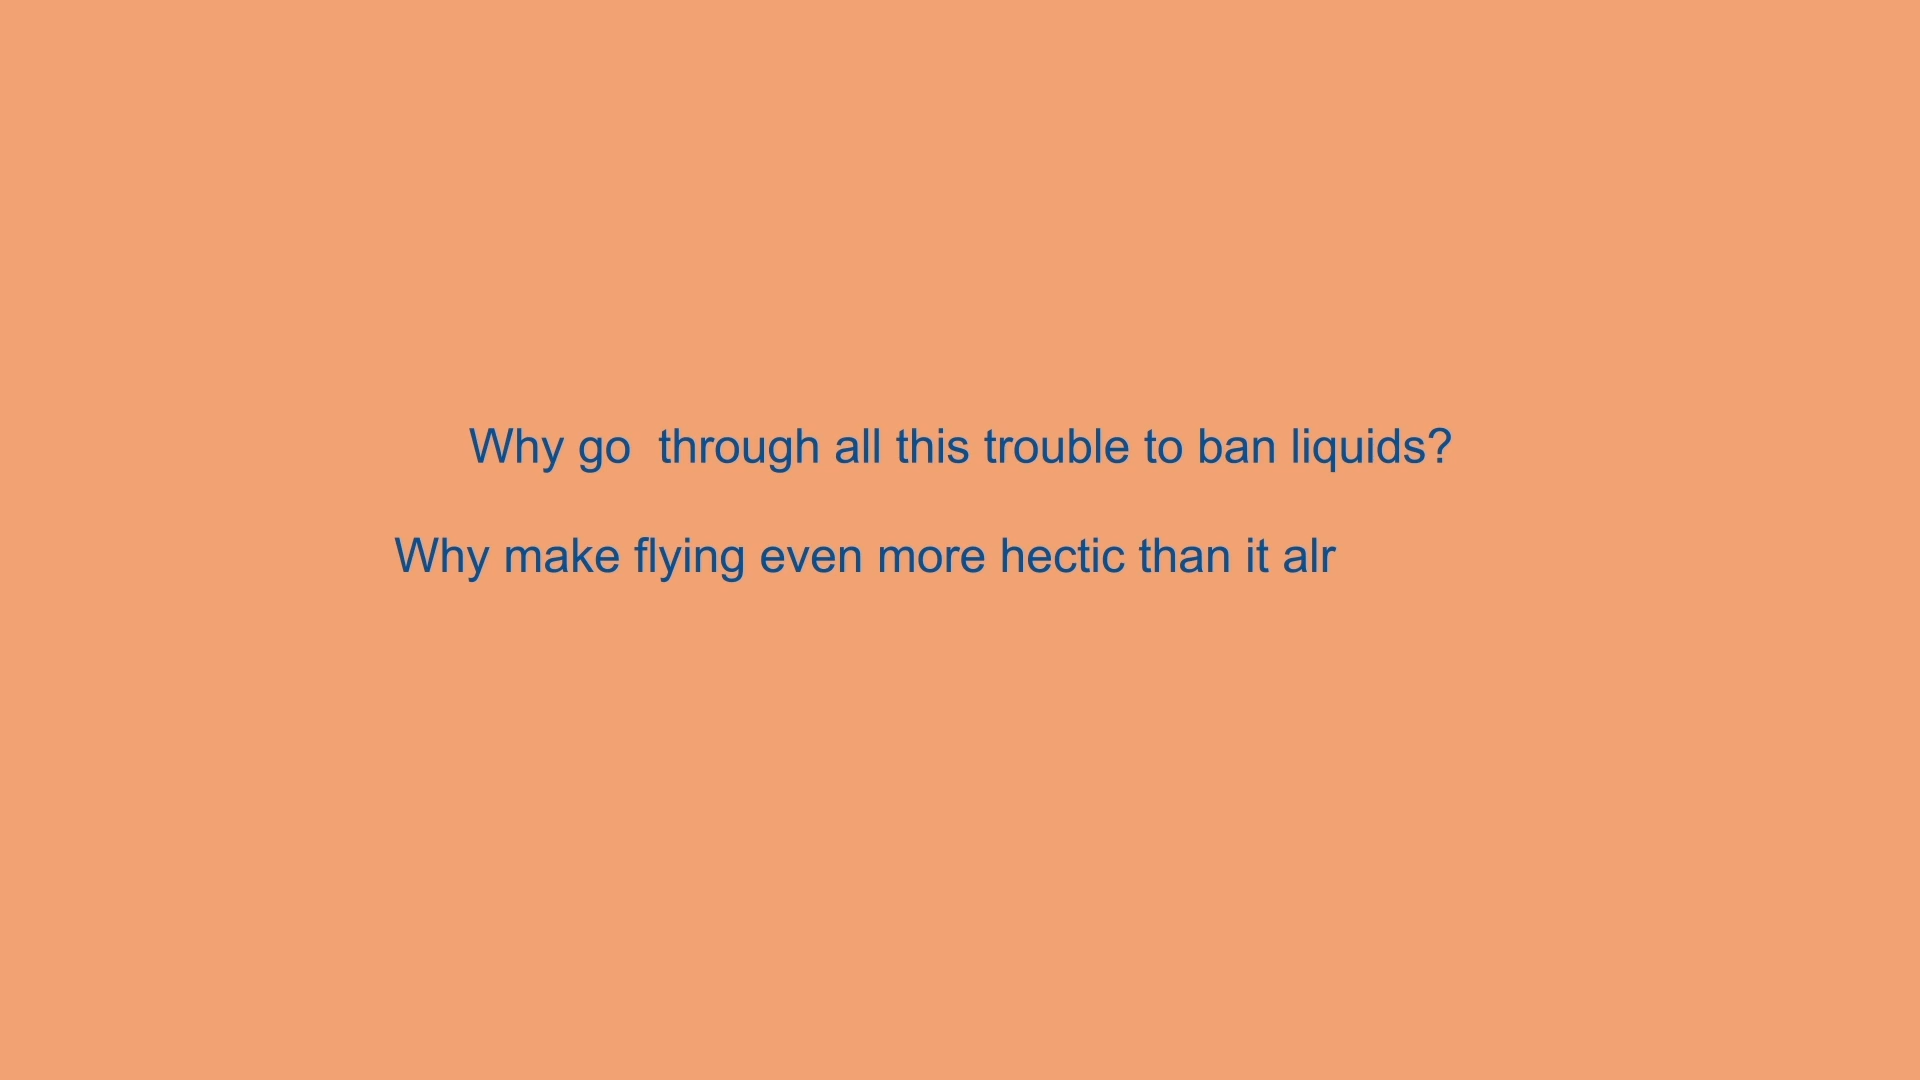 Why go  through all this trouble to ban liquids?
Why make flying even more hectic than it alr